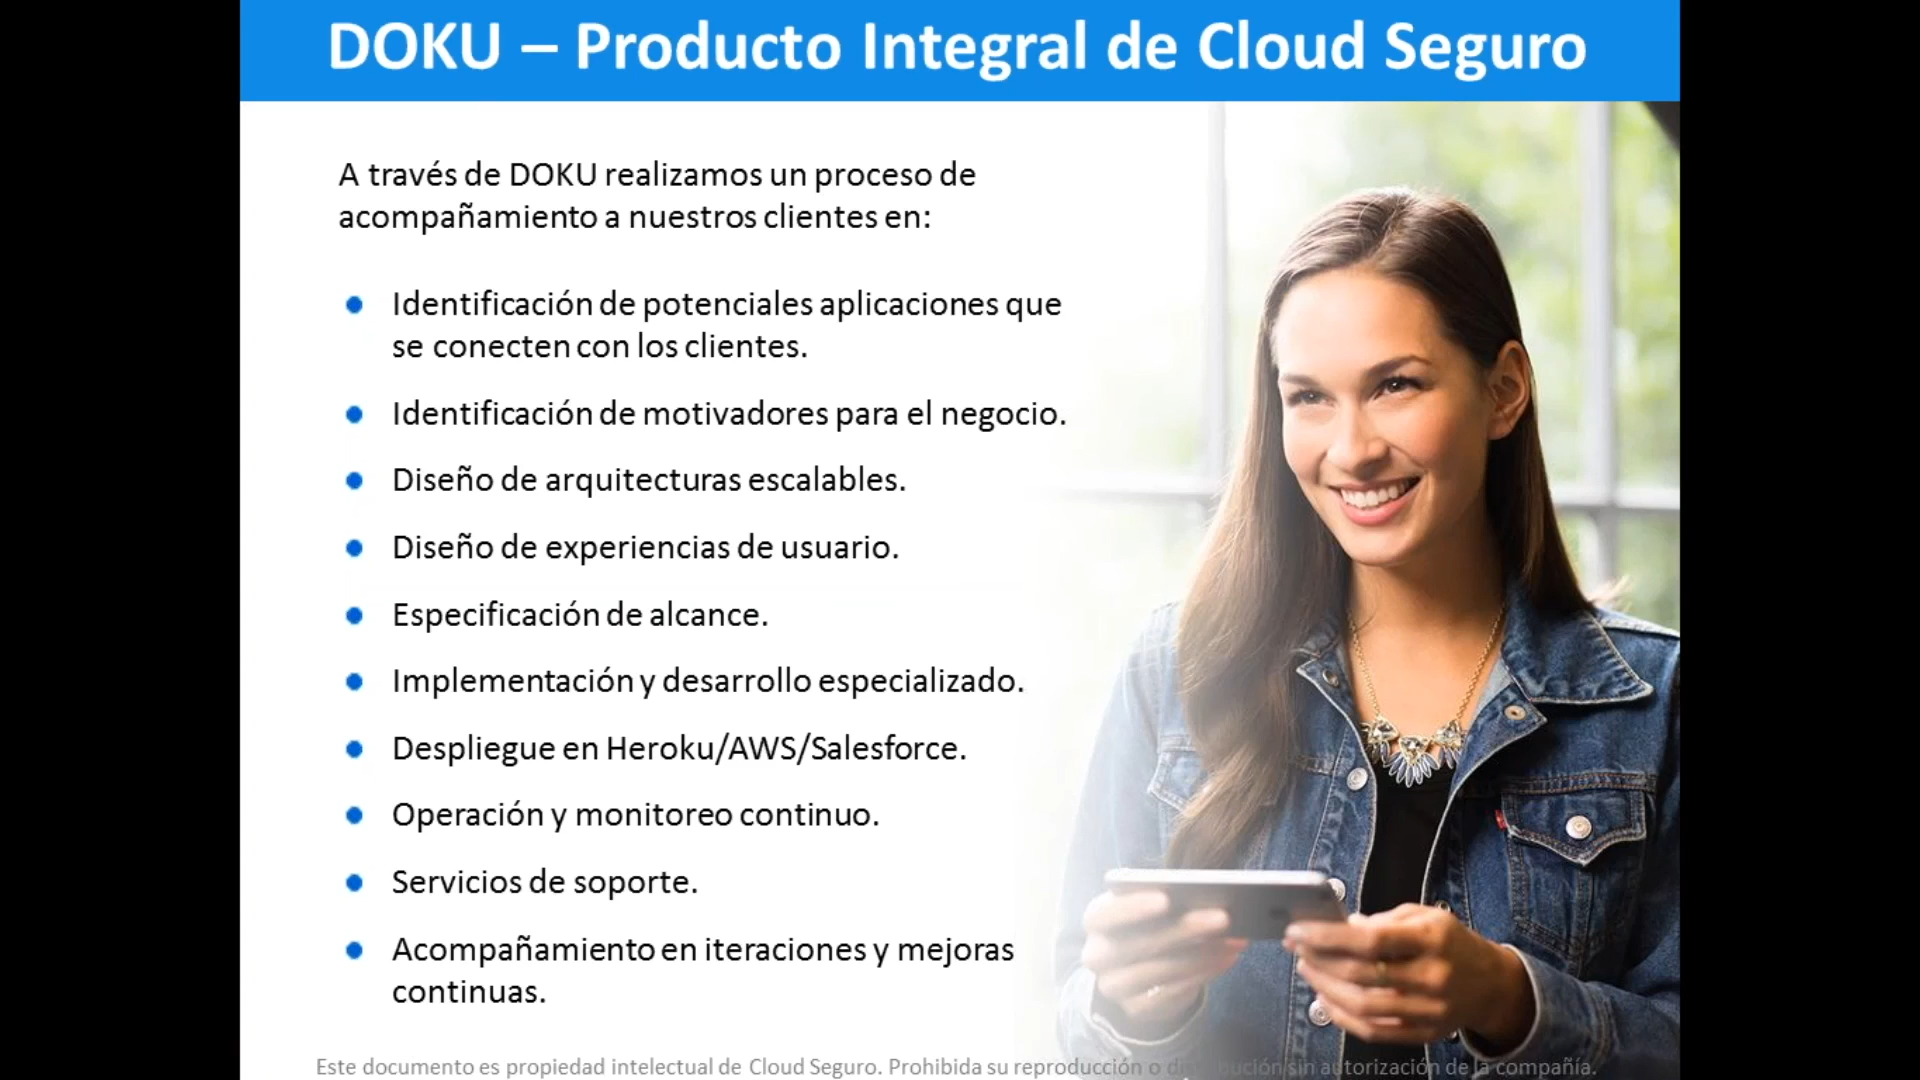 DOKU – Producto Integral de Cloud Seguro
A través de DOKU realizamos un proceso de
acompañamiento a nuestros clientes en:
Identificación de potenciales aplicaciones que
se conecten con los clientes.
Identificación de motivadores para el negocio.
Diseño de arquitecturas escalables.
Diseño de experiencias de usuario.
Especificación de alcance.
Implementación y desarrollo especializado.
Despliegue en Heroku/AWS/Salesforce.
Operación y monitoreo continuo.
Servicios de soporte.
Acompañamiento en iteraciones y mejoras
continuas.
Este documento es propiedad intelectual de Cloud Seguro. Prohibida su reproducción o distribución sin autorización de la compañía.